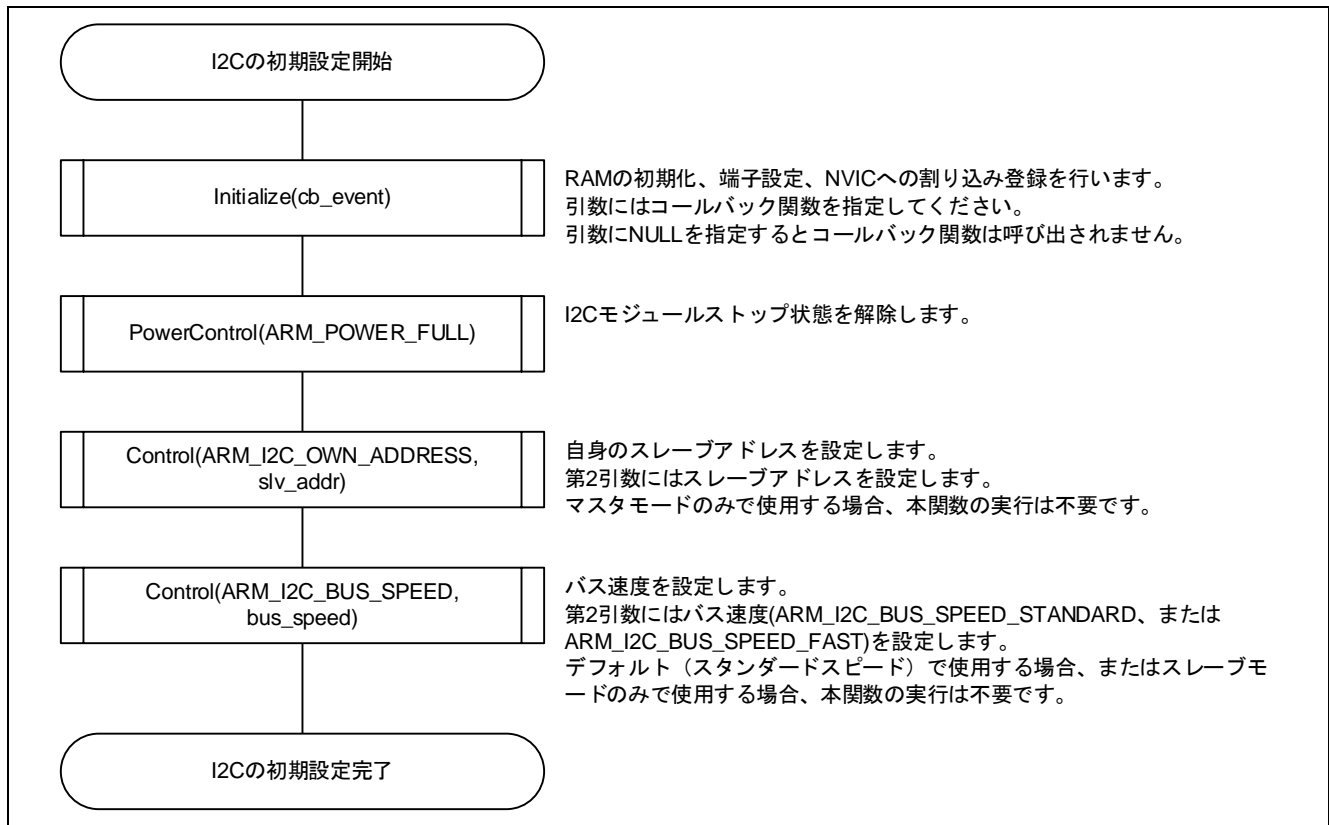 I2Cの初期設定開始
Initialize(cb_event)
RAMの初期化、端子設定、NVICへの割り込み登録を行います。
引数にはコールバック関数を指定してください。
引数にNULLを指定するとコールバック関数は呼び出されません。
PowerControl(ARM_POWER_FULL)
I2Cモジュールストップ状態を解除します。
Control(ARM_I2C_OWN_ADDRESS,
slv_addr)
自身のスレーブアドレスを設定します。
第2引数にはスレーブアドレスを設定します。
マスタモードのみで使用する場合、本関数の実行は不要です。
Control(ARM_I2C_BUS_SPEED,
bus_speed)
バス速度を設定します。
第2引数にはバス速度(ARM_I2C_BUS_SPEED_STANDARD、または
ARM_I2C_BUS_SPEED_FAST)を設定します。
デフォルト（スタンダードスピード）で使用する場合、またはスレーブモ
ードのみで使用する場合、本関数の実行は不要です。
I2Cの初期設定完了